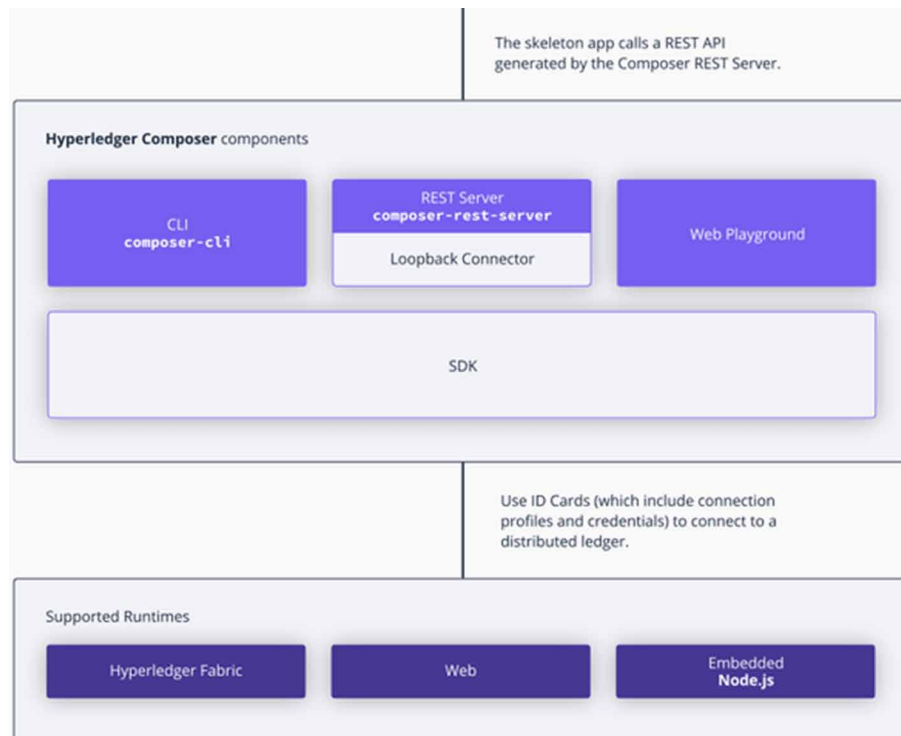 The skeleton app calls a REST API
generated by the Composer REST Server.
Hyperledger Composer components
CLI
composer-cli
REST Server
composer-rest-server
Loopback Connector
Web Playground
SDK
Use ID Cards (which include connection
profiles and credentials) to connect to a
distributed ledger.
Supported Runtimes
Hyperledger Fabric
Web
Embedded
Node.js